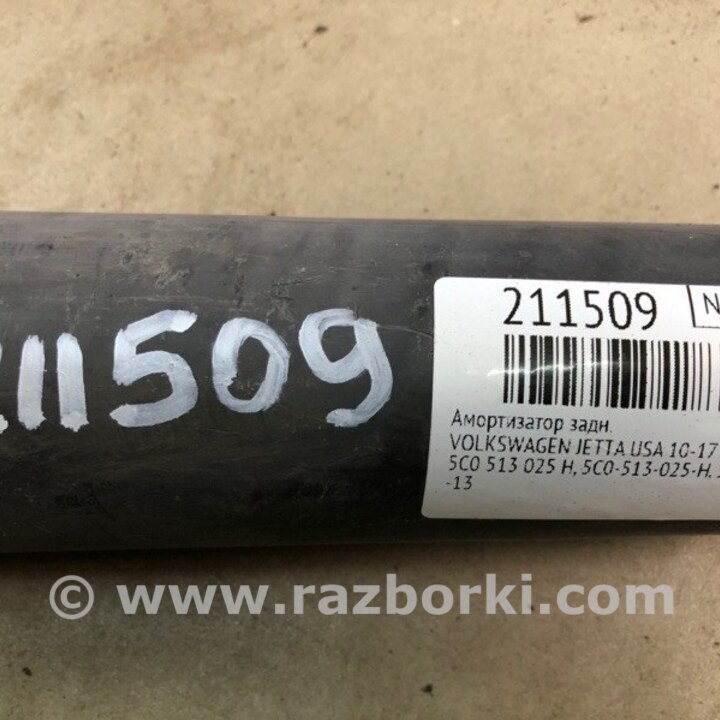 211509
211509 N
Амортизатор задн.
VOLKSWAGEN JETTA USA 10-17
5C0 513 025 H, 5C0-513-025-H,
-13
© www.razborki.com